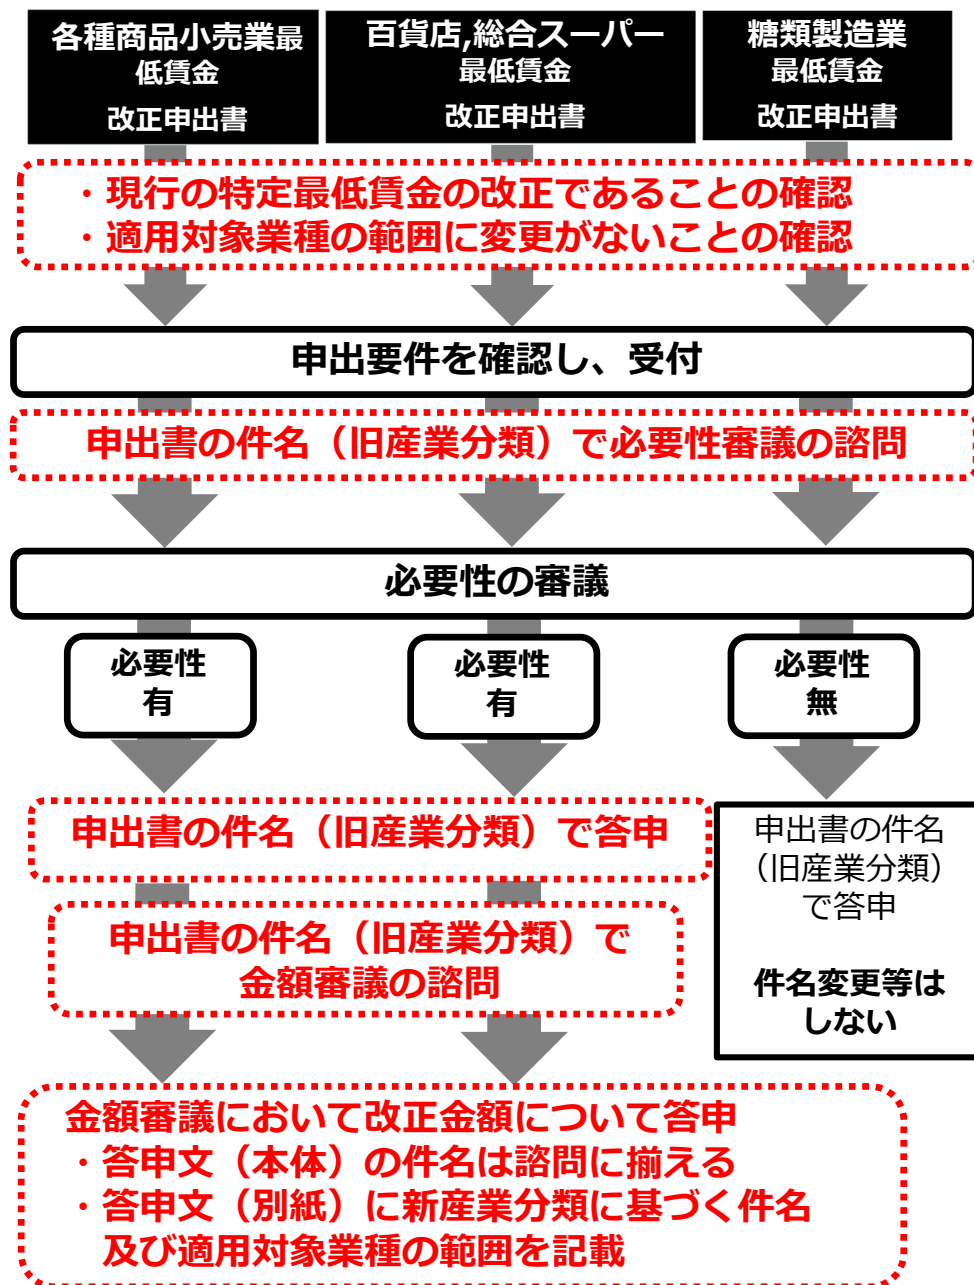 各種商品小売業最
低賃金
改正申出書
百貨店,総合スーパー
最低賃金
改正申出書
糖類製造業
最低賃金
改正申出書
・現行の特定最低賃金の改正であることの確認
・適用対象業種の範囲に変更がないことの確認
申出要件を確認し、受付
申出書の件名（旧産業分類）で必要性審議の諮問
必要性の審議
必要性
有
必要性
有
必要性
無
申出書の件名（旧産業分類）で答申
申出書の件名（旧産業分類）で
金額審議の諮問
申出書の件名
（旧産業分類）
で答申
件名変更等は
しない
金額審議において改正金額について答申
・答申文（本体）の件名は諮問に揃える
・答申文（別紙）に新産業分類に基づく件名
及び適用対象業種の範囲を記載